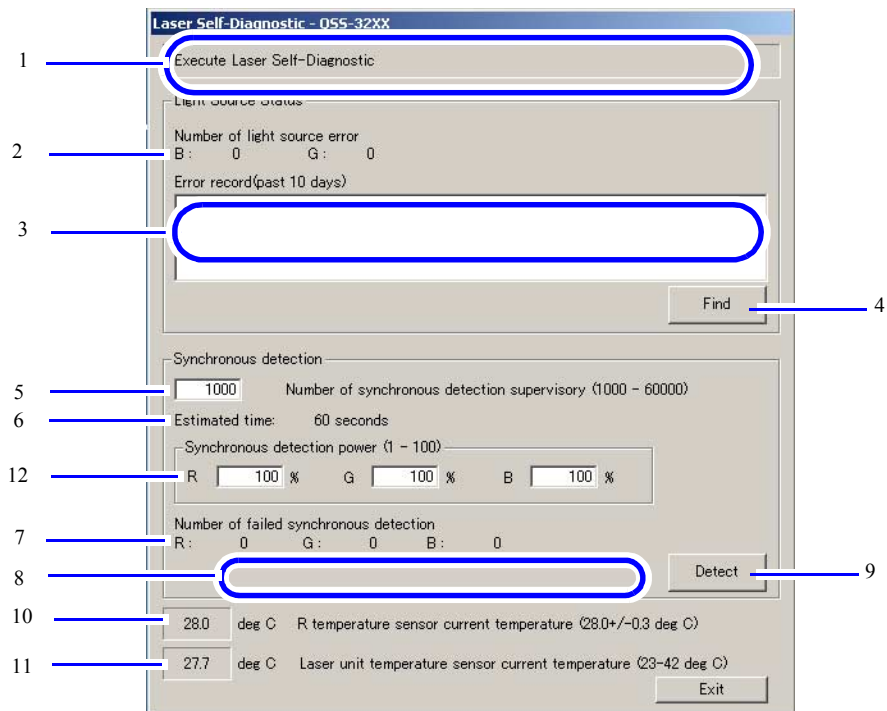 Laser Self-Diagnostic - QSS-32XX
1
Execute Laser Self-Diagnostic
Light Source Status
Number of light source error
2
B : 0 G : 0
Error record(past 10 days)
3
Find
4
Synchronous detection
5
1000 Number of synchronous detection supervisory (1000 - 60000)
6
Estimated time: 60 seconds
Synchronous detection power (1 - 100)
12
R 100 % G 100 % B 100 %
Number of failed synchronous detection
7
R : 0 G : 0 B : 0
8
Detect
9
10
28.0 deg C R temperature sensor current temperature (28.0+/-0.3 deg C)
11
27.7 deg C Laser unit temperature sensor current temperature (23-42 deg C)
Exit